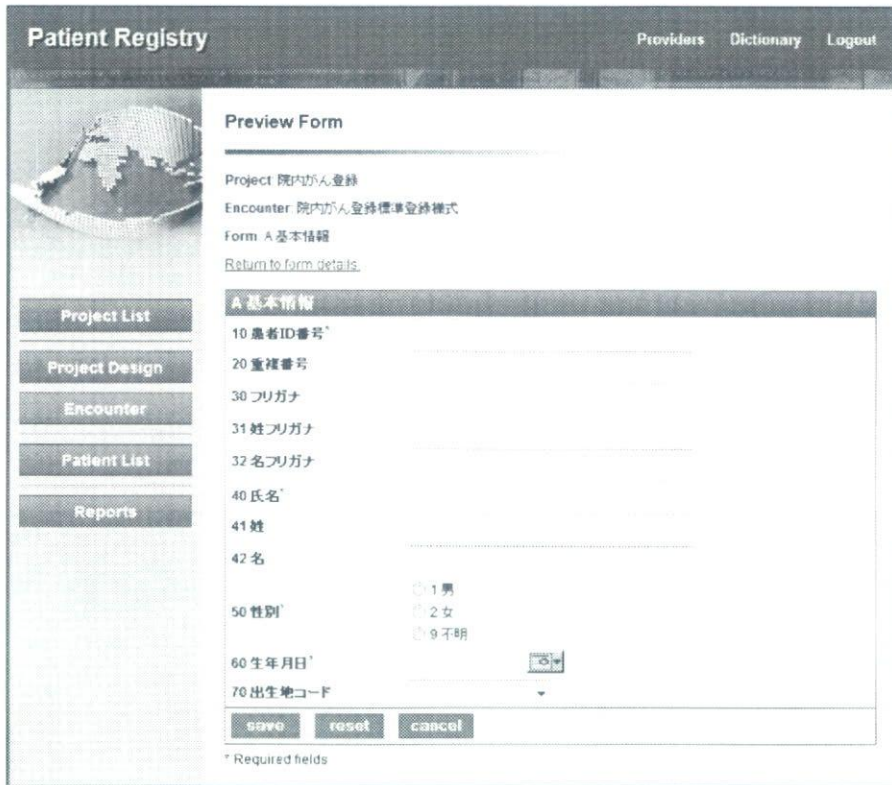 Patient Registry
Providers Dictionary Logout
Preview Form
Project 院内がん登録
Encounter 院内がん登録標準登録様式
Form A 基本情報
Return to form details.
Project List
Project Design
Encounter
Patient List
Reports
A 基本情報
10 患者ID番号*
20 重複番号
30 フリガナ
31 姓フリガナ
32 名フリガナ
40 氏名*
41 姓
42 名
50 性別*
1 男
2 女
9 不明
60 生年月日*
70 出生地コード
save reset cancel
* Required fields